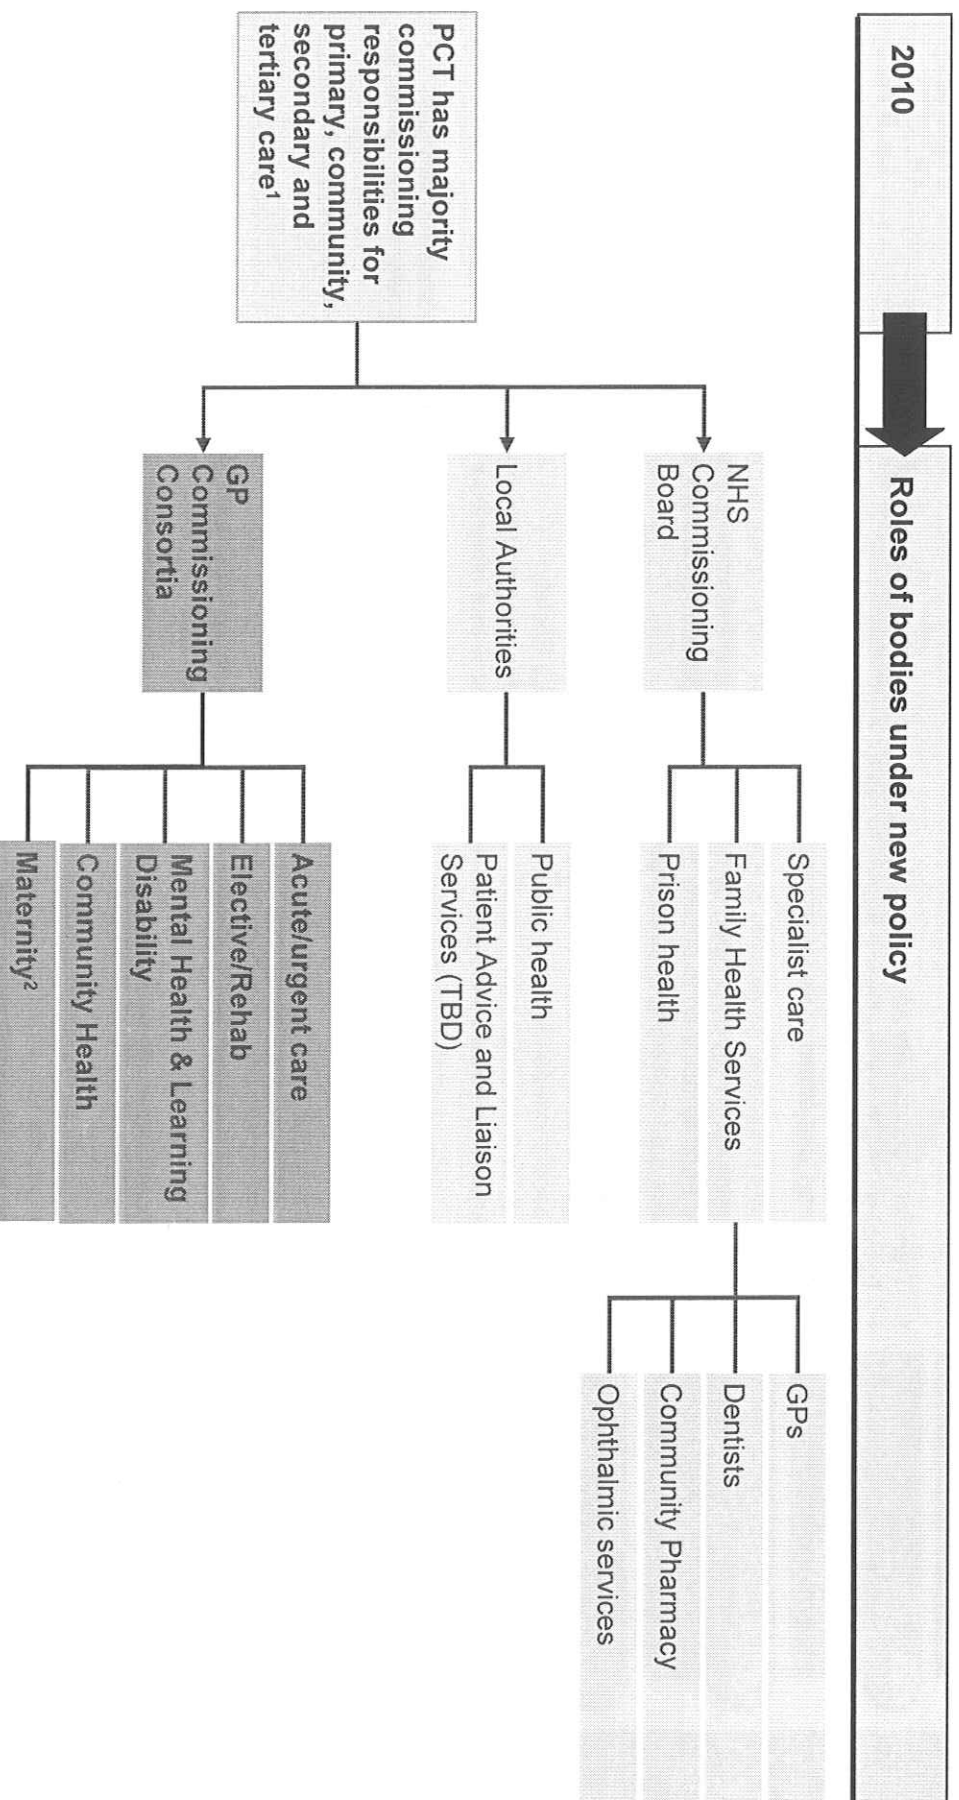 2010
Roles of bodies under new policy
PCT has majority
commissioning
responsibilities for
primary, community,
secondary and
tertiary care¹
NHS
Commissioning
Board
Specialist care
Family Health Services
Prison health
GPs
Dentists
Community Pharmacy
Ophthalmic services
Local Authorities
Public health
Patient Advice and Liaison
Services (TBD)
GP
Commissioning
Consortia
Acute/urgent care
Elective/Rehab
Mental Health & Learning
Disability
Community Health
Maternity²